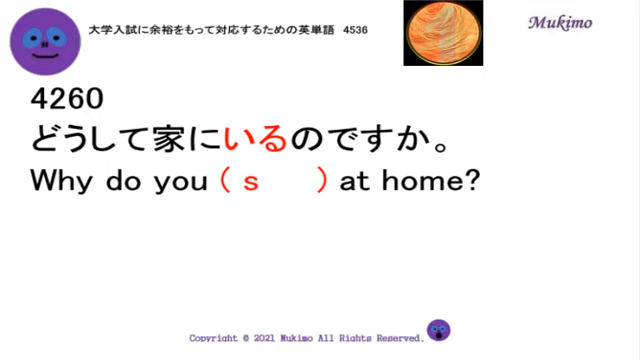 大学入試に余裕をもって対応するための英単語 4536
Mukimo
4260
どうして家にいるのですか。
Why do you ( s ) at home?
Copyright © 2021 Mukimo All Rights Reserved.